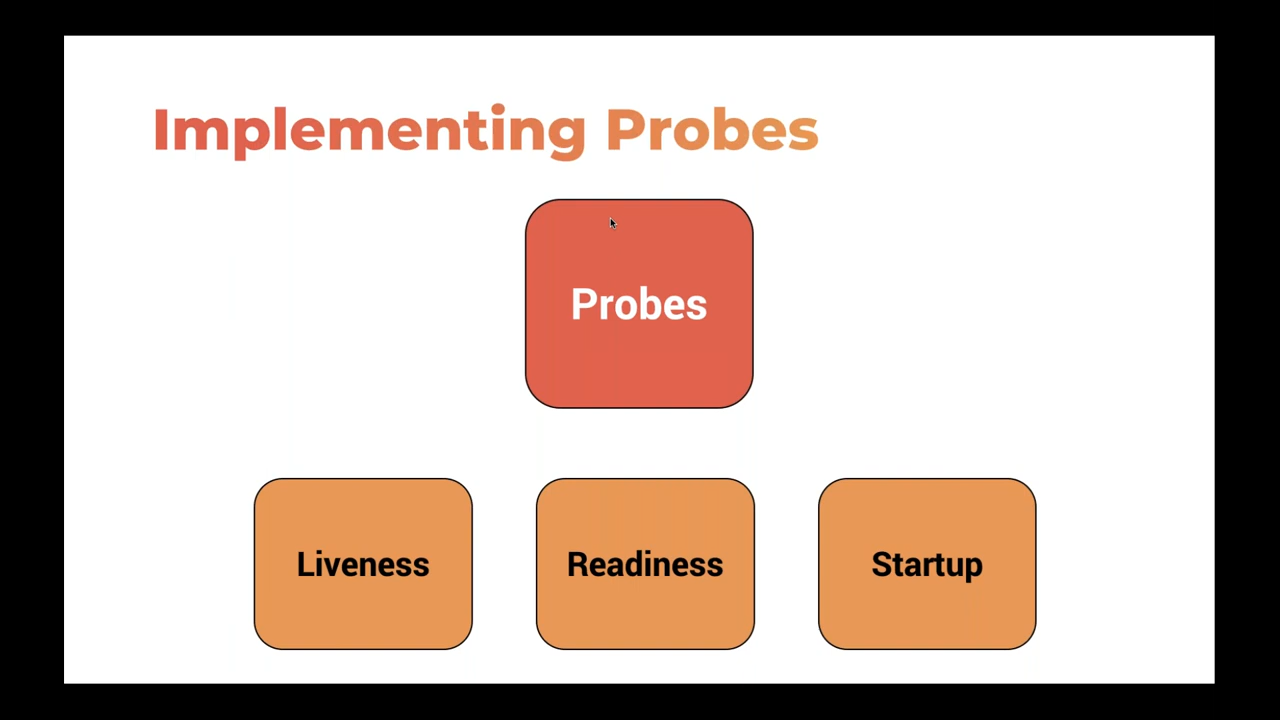 Implementing Probes
Probes
Liveness
Readiness
Startup